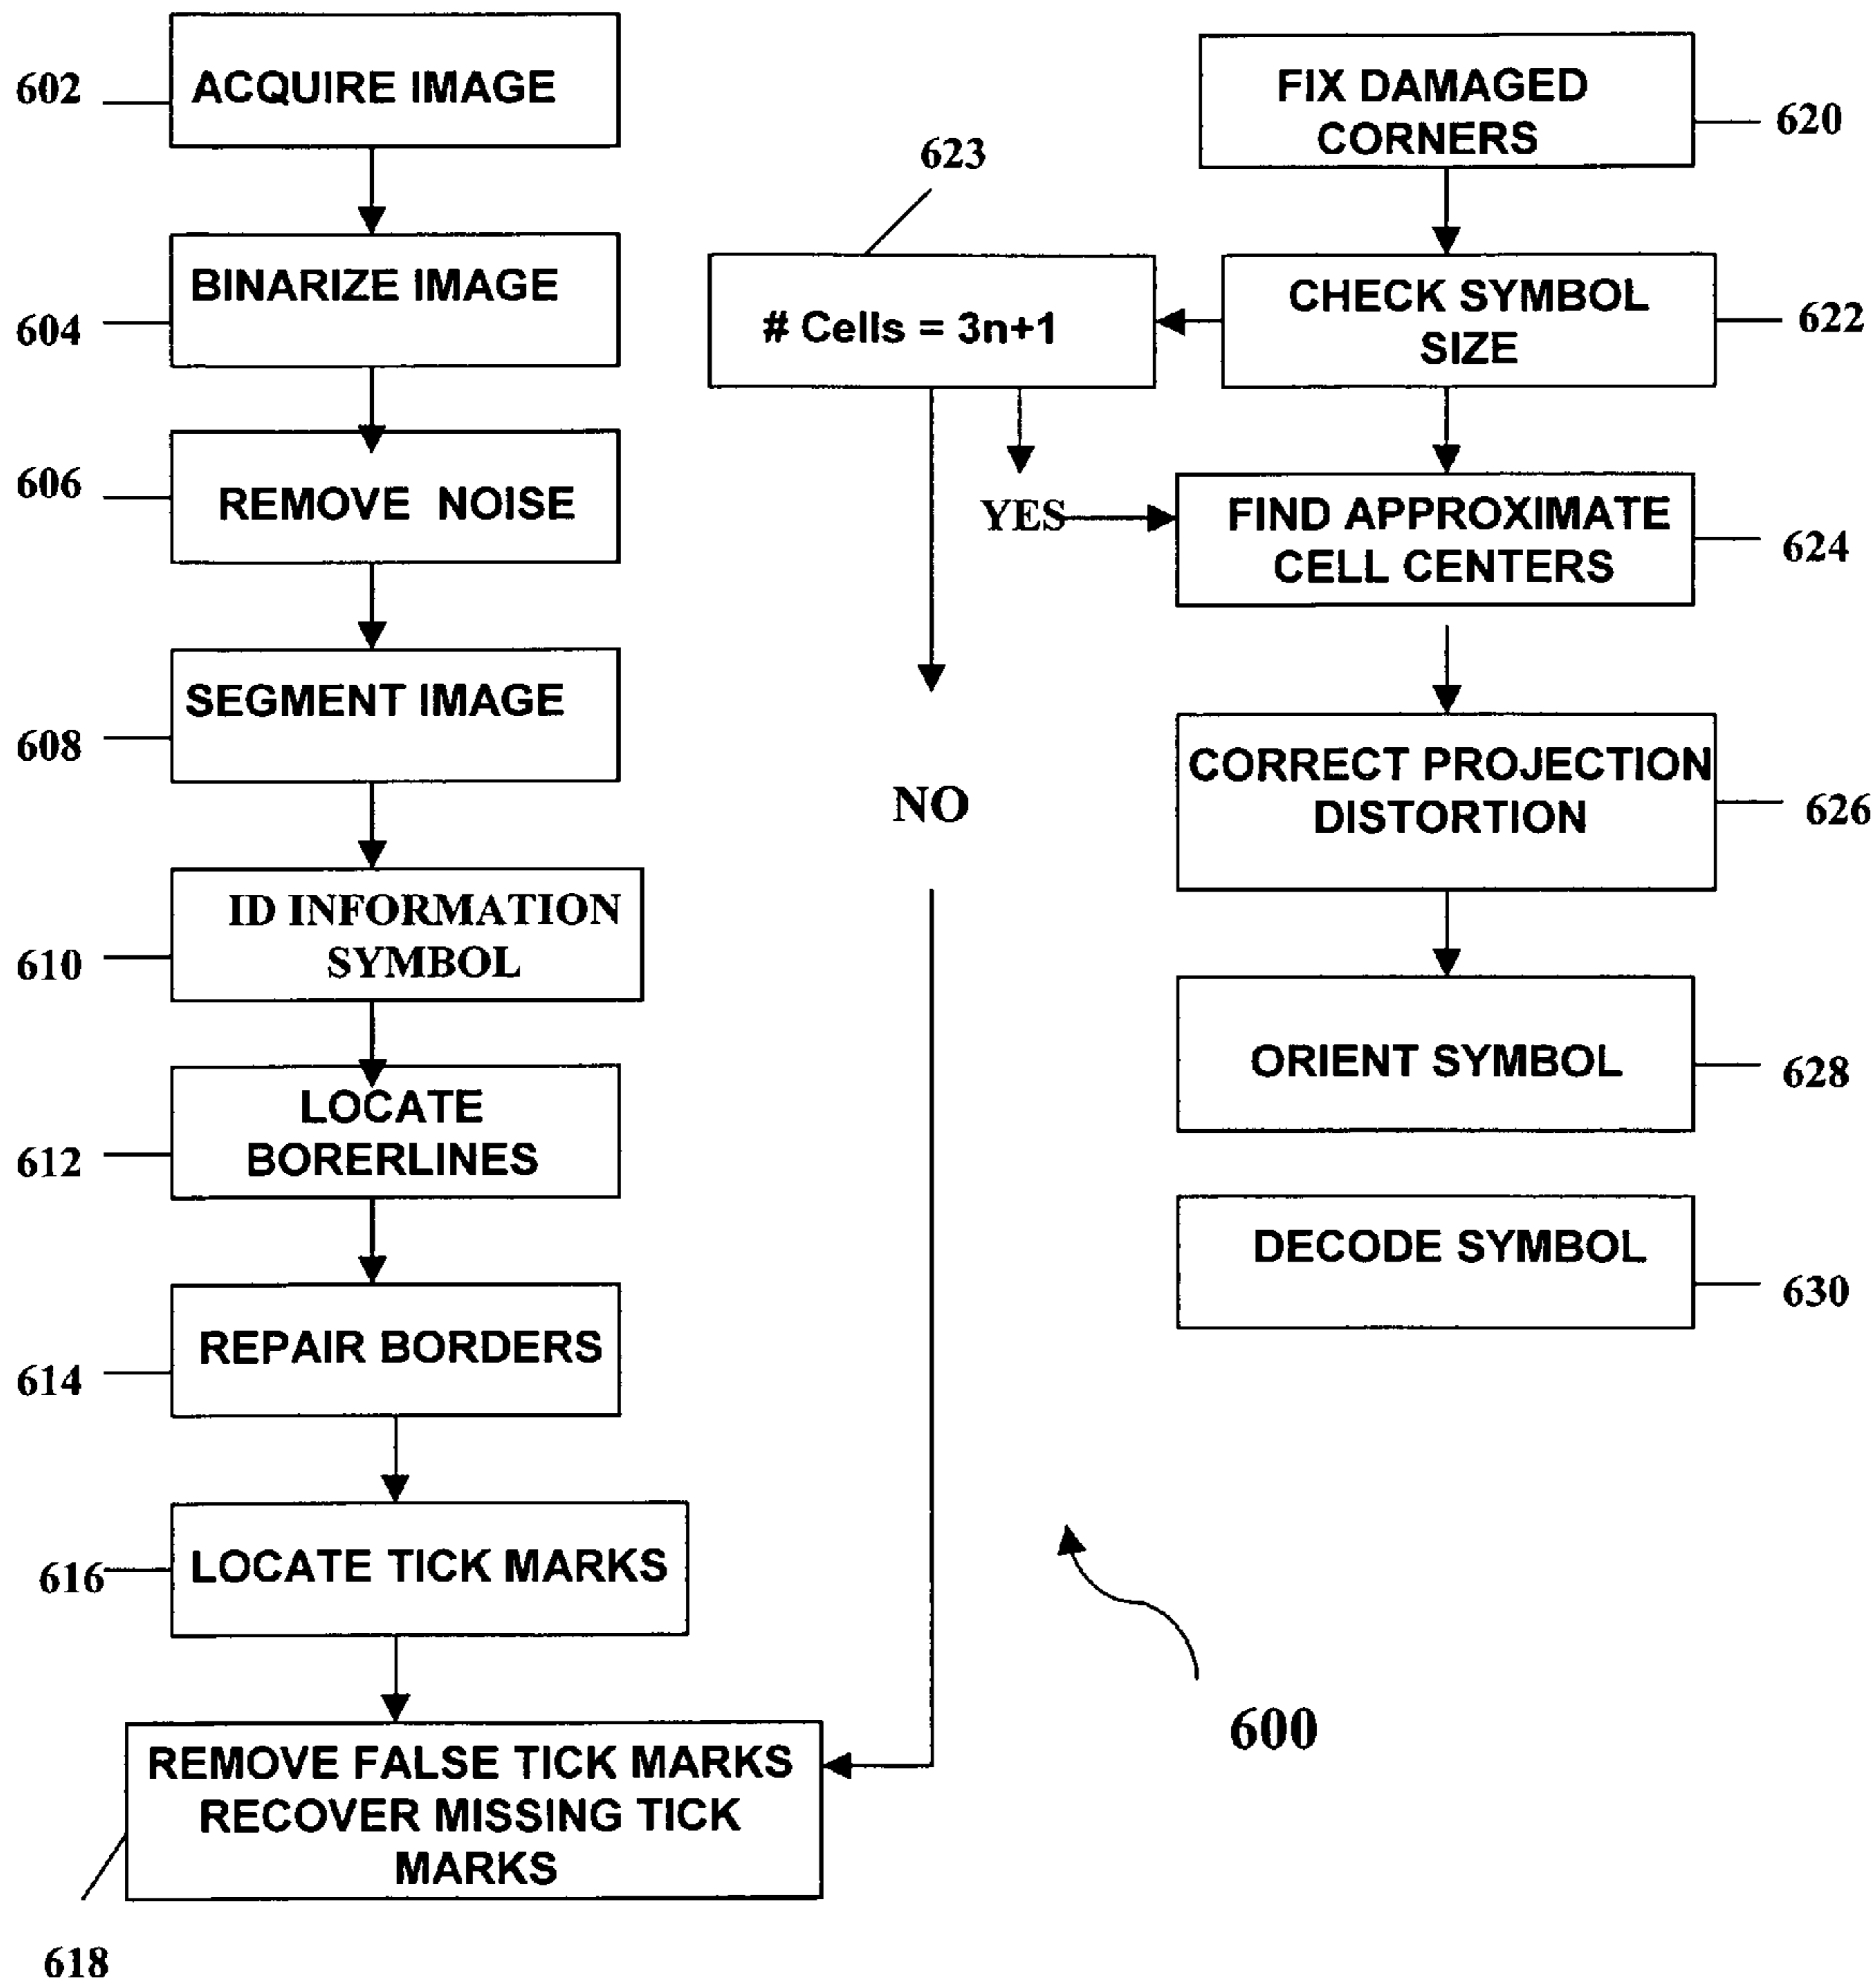 602
ACQUIRE IMAGE
604
BINARIZE IMAGE
606
REMOVE NOISE
608
SEGMENT IMAGE
610
ID INFORMATION
SYMBOL
612
LOCATE
BORERLINES
614
REPAIR BORDERS
616
LOCATE TICK MARKS
REMOVE FALSE TICK MARKS
RECOVER MISSING TICK
MARKS
618
FIX DAMAGED
CORNERS
620
623
# Cells = 3n+1
CHECK SYMBOL
SIZE
622
YES
FIND APPROXIMATE
CELL CENTERS
624
NO
CORRECT PROJECTION
DISTORTION
626
ORIENT SYMBOL
628
DECODE SYMBOL
630
600